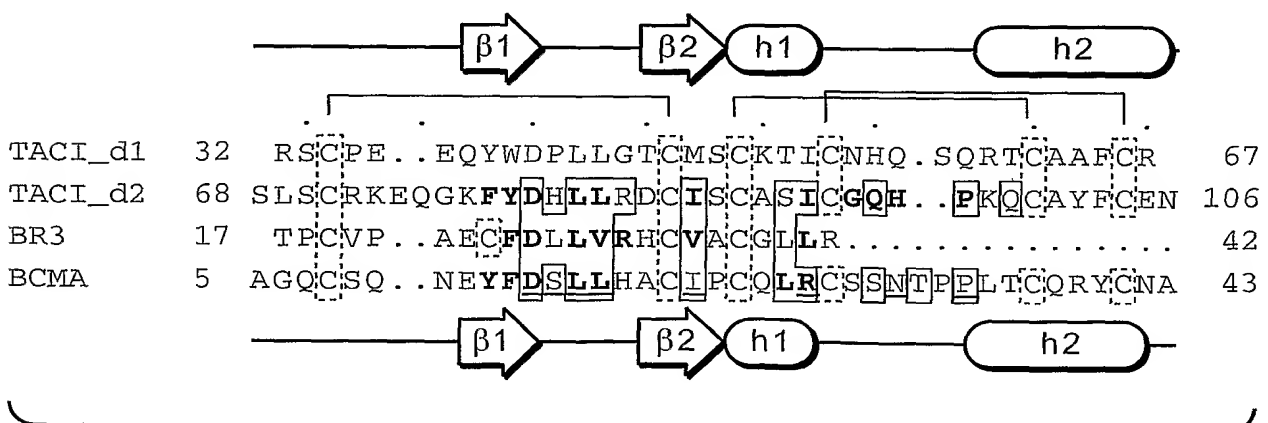 β1 β2 h1 h2
TACI_d1 32 RSCPE..EQYWDPLLGTCMSCKTICNHQ.SQRTCAAFCR 67
TACI_d2 68 SLSCRKEQGKFYDHLLRDCISCASICGQH..PKQCAYFCEN 106
BR3 17 TPCVP..AECFDLLVRHCVACGLLR............... 42
BCMA 5 AGQCSQ..NEYFDSLLHACIPCQLRCSSNTPPLTCQRYCNA 43
β1 β2 h1 h2